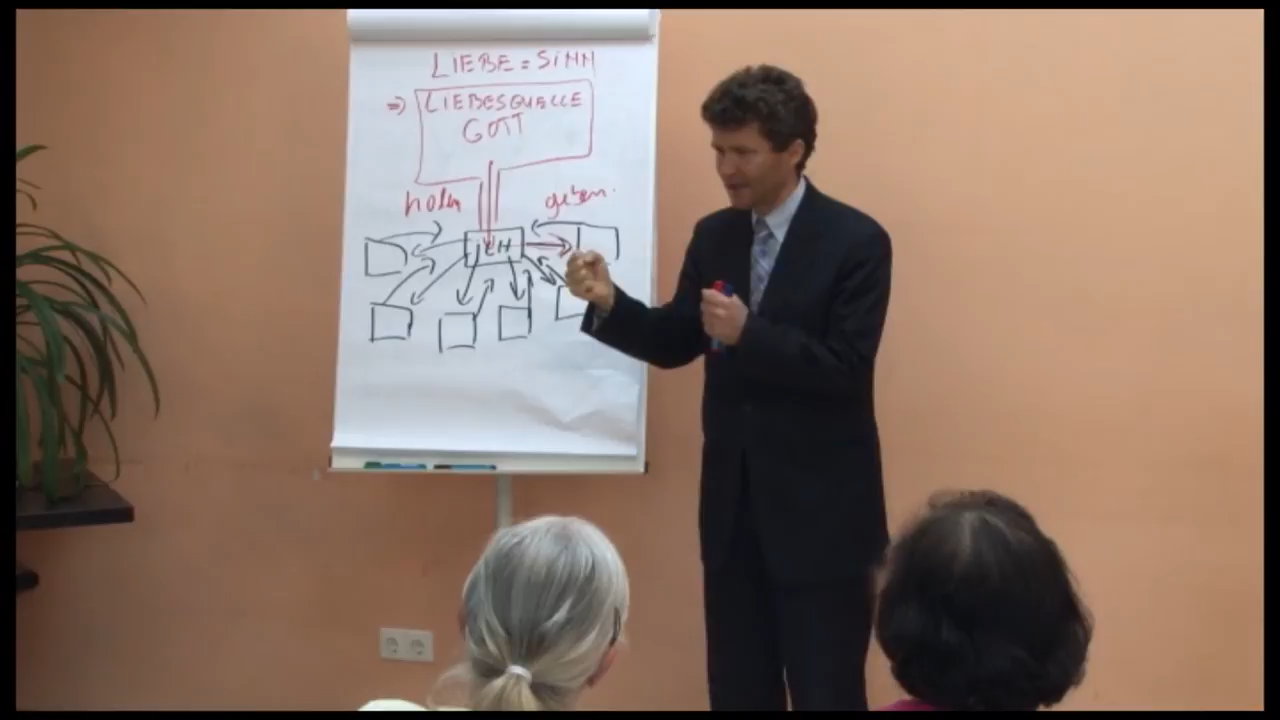 LIEBE = SINN
⇒ LIEBESQUELLE
GOTT
holen geben.
ICH